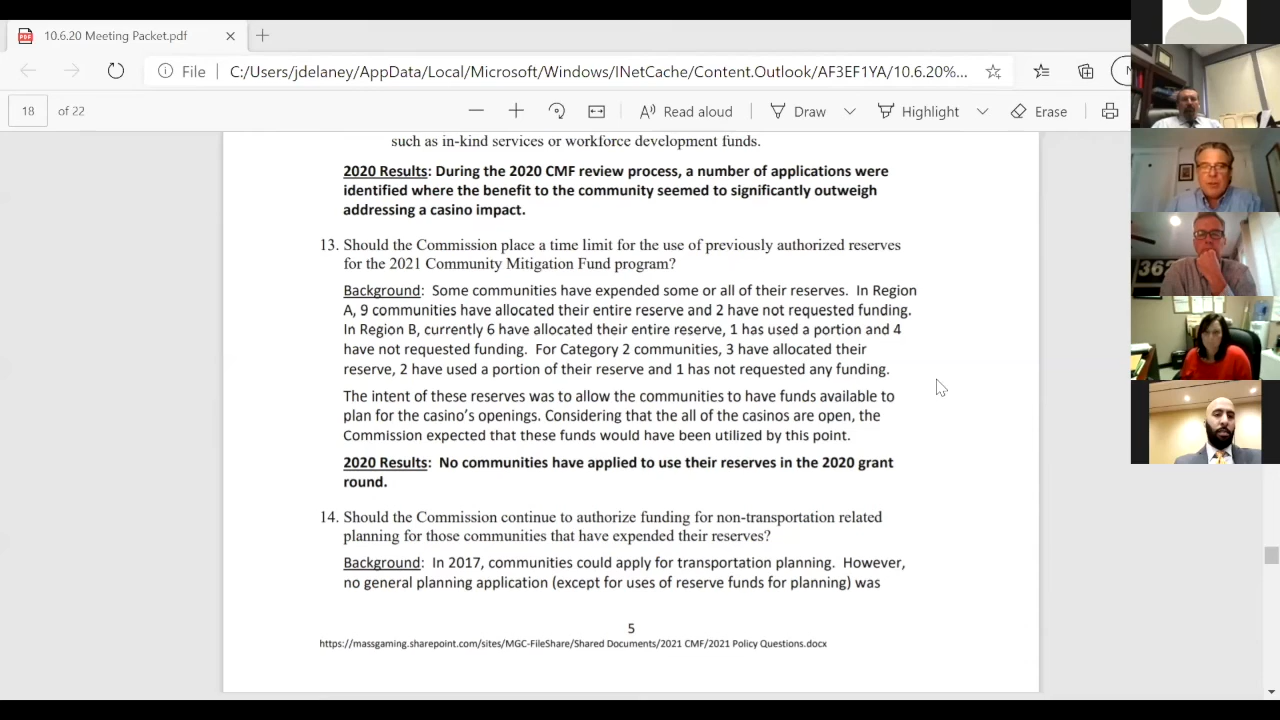 10.6.20 Meeting Packet.pdf
File C:/Users/jdelaney/AppData/Local/Microsoft/Windows/INetCache/Content.Outlook/AF3EF1YA/10.6.20%...
18 of 22 Read aloud Draw Highlight Erase
such as in-kind services or workforce development funds.
2020 Results: During the 2020 CMF review process, a number of applications were
identified where the benefit to the community seemed to significantly outweigh
addressing a casino impact.
13. Should the Commission place a time limit for the use of previously authorized reserves
for the 2021 Community Mitigation Fund program?
Background: Some communities have expended some or all of their reserves. In Region
A, 9 communities have allocated their entire reserve and 2 have not requested funding.
In Region B, currently 6 have allocated their entire reserve, 1 has used a portion and 4
have not requested funding. For Category 2 communities, 3 have allocated their
reserve, 2 have used a portion of their reserve and 1 has not requested any funding.
The intent of these reserves was to allow the communities to have funds available to
plan for the casino's openings. Considering that the all of the casinos are open, the
Commission expected that these funds would have been utilized by this point.
2020 Results: No communities have applied to use their reserves in the 2020 grant
round.
14. Should the Commission continue to authorize funding for non-transportation related
planning for those communities that have expended their reserves?
Background: In 2017, communities could apply for transportation planning. However,
no general planning application (except for uses of reserve funds for planning) was
5
https://massgaming.sharepoint.com/sites/MGC-FileShare/Shared Documents/2021 CMF/2021 Policy Questions.docx
362